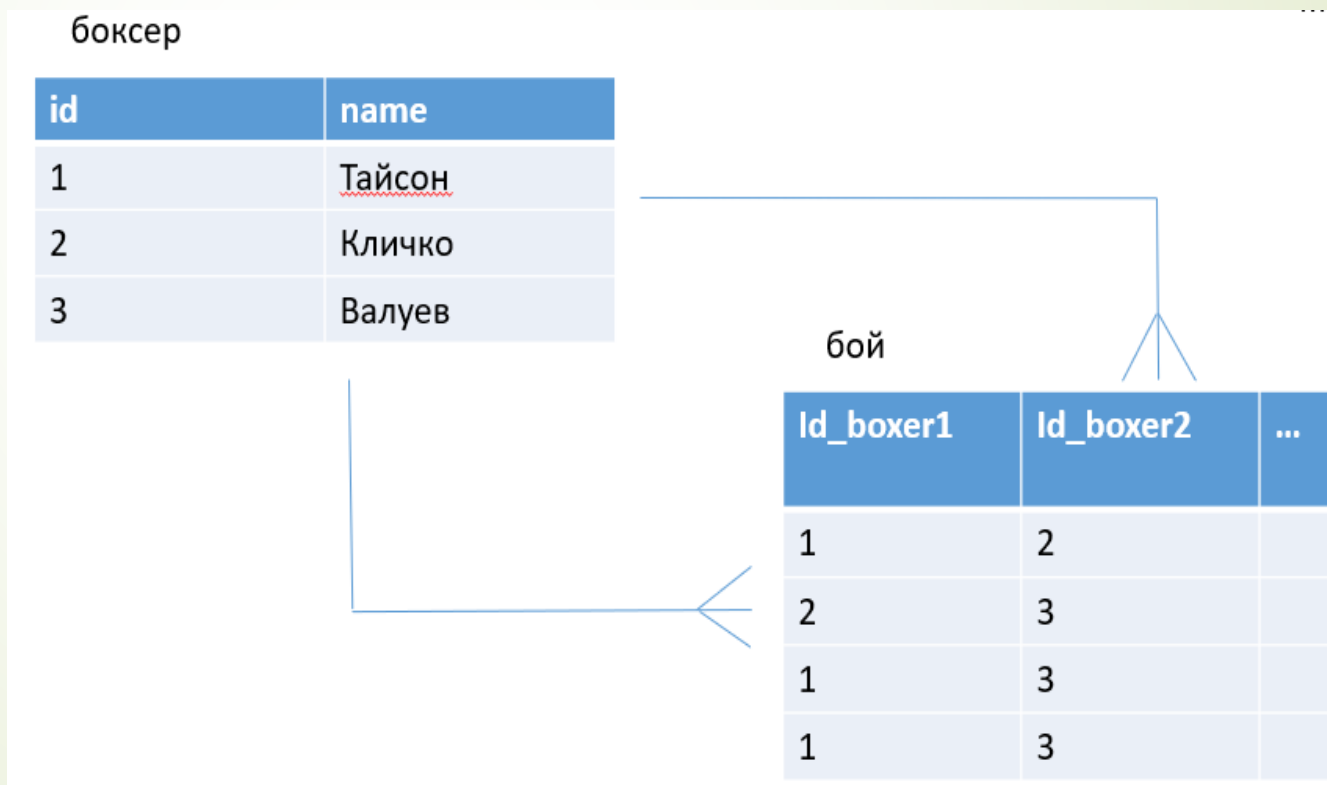 боксер
id name
1 Тайсон
2 Кличко
3 Валуев
бой
Id_boxer1 Id_boxer2 ...
1 2
2 3
1 3
1 3